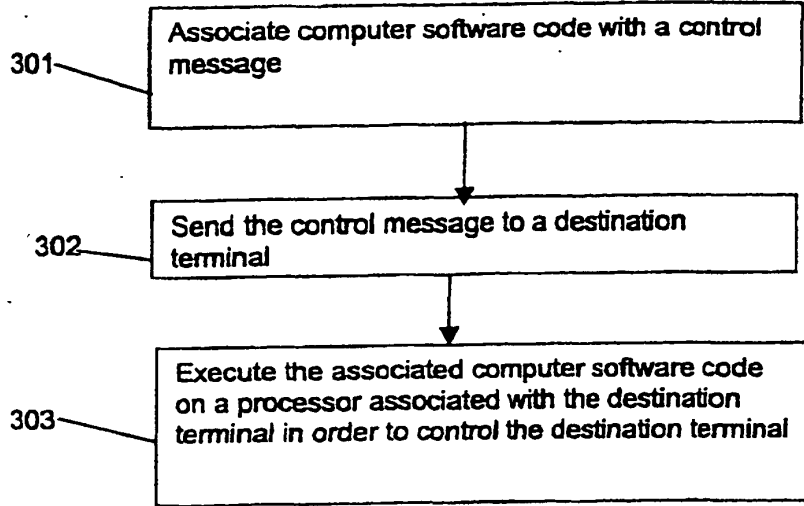 Associate computer software code with a control
message
301
Send the control message to a destination
terminal
302
Execute the associated computer software code
on a processor associated with the destination
terminal in order to control the destination terminal
303